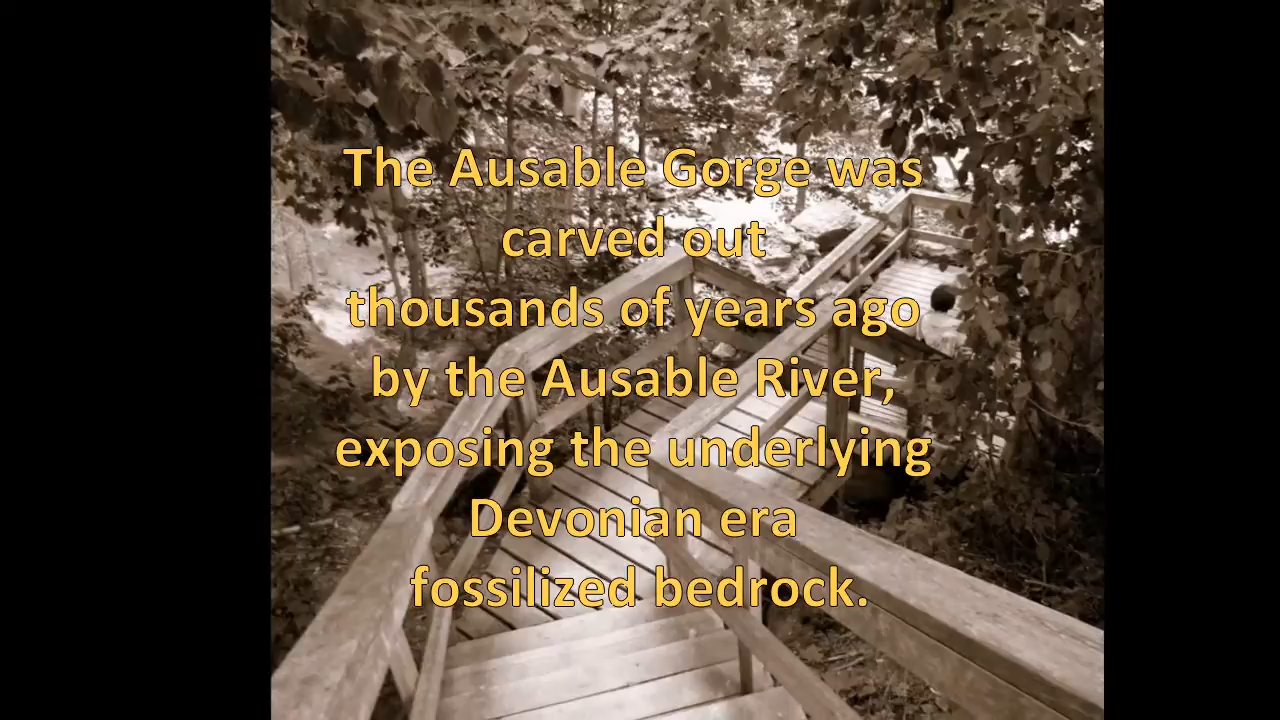 The Ausable Gorge was
carved out
thousands of years ago
by the Ausable River,
exposing the underlying
Devonian era
fossilized bedrock.